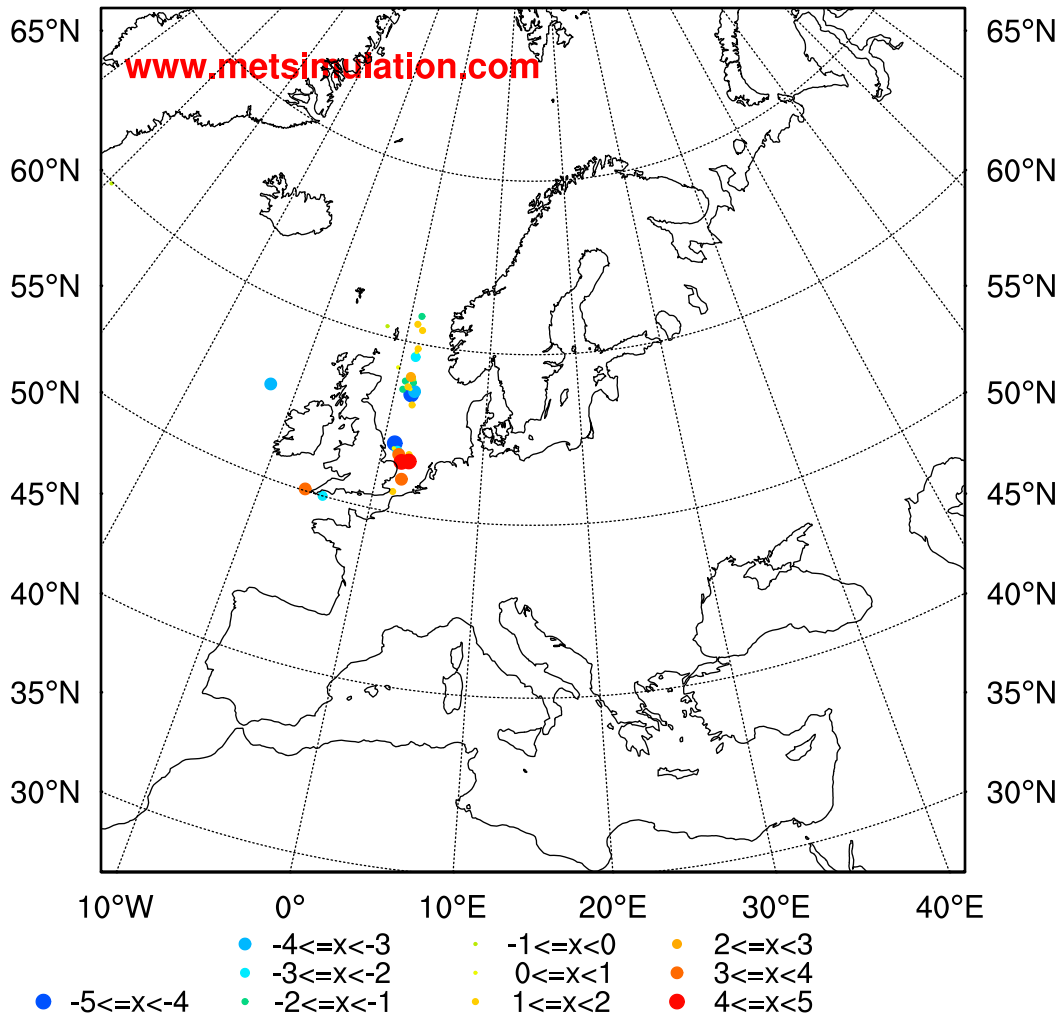 65°N 65°N
www.metsimulation.com
60°N 60°N
55°N 55°N
50°N 50°N
45°N 45°N
40°N 40°N
35°N 35°N
30°N 30°N
10°W 0° 10°E 20°E 30°E 40°E
-4<=x<-3 -1<=x<0 2<=x<3
-3<=x<-2 0<=x<1 3<=x<4
-5<=x<-4 -2<=x<-1 1<=x<2 4<=x<5